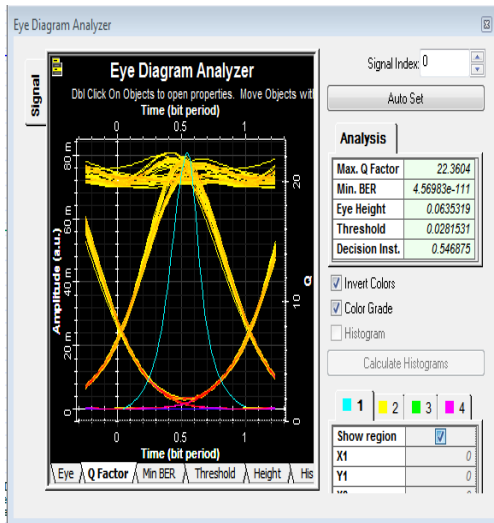 Eye Diagram Analyzer
Signal Index: 0
Auto Set
Signal
Eye Diagram Analyzer
Dbl Click On Objects to open properties. Move Objects with
Time (bit period)
0 0.5 1
Amplitude (a.u.)
80 m
60 m
40 m
20 m
0
Q
20
10
0
0 0.5 1
Time (bit period)
Eye Q Factor Min BER Threshold Height His
Analysis
Max. Q Factor 22.3604
Min. BER 4.56983e-111
Eye Height 0.0635319
Threshold 0.0281531
Decision Inst. 0.546875
Invert Colors
Color Grade
Histogram
Calculate Histograms
1 2 3 4
Show region
X1 0
Y1 0